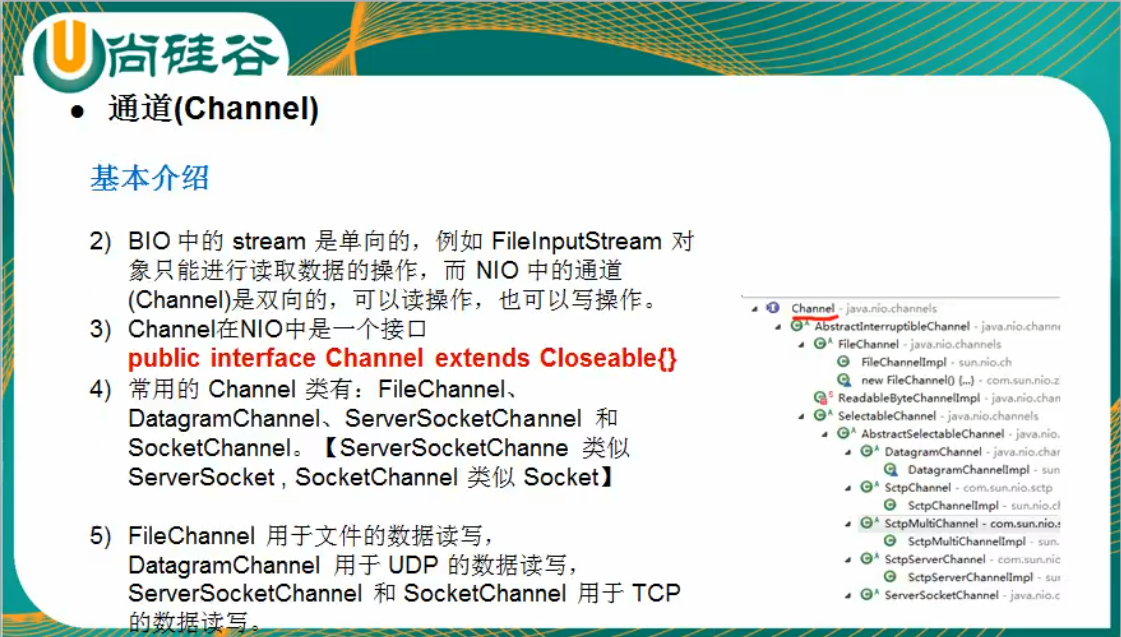 尚硅谷
● 通道(Channel)
基本介绍
2) BIO 中的 stream 是单向的，例如 FileInputStream 对
象只能进行读取数据的操作，而 NIO 中的通道
(Channel)是双向的，可以读操作，也可以写操作。
3) Channel在NIO中是一个接口
public interface Channel extends Closeable{}
4) 常用的 Channel 类有：FileChannel、
DatagramChannel、ServerSocketChannel 和
SocketChannel。【ServerSocketChanne 类似
ServerSocket , SocketChannel 类似 Socket】
5) FileChannel 用于文件的数据读写，
DatagramChannel 用于 UDP 的数据读写，
ServerSocketChannel 和 SocketChannel 用于 TCP
的数据读写。
Channel - java.nio.channels
AbstractInterruptibleChannel - java.nio.channe
FileChannel - java.nio.channels
FileChannelImpl - sun.nio.ch
new FileChannel() {...} - com.sun.nio.z
ReadableByteChannelImpl - java.nio.chan
SelectableChannel - java.nio.channels
AbstractSelectableChannel - java.nio.
DatagramChannel - java.nio.char
DatagramChannelImpl - sun
SctpChannel - com.sun.nio.sctp
SctpChannelImpl - sun.nio.cl
SctpMultiChannel - com.sun.nio.s
SctpMultiChannelImpl - sun.
SctpServerChannel - com.sun.nio
SctpServerChannelImpl - sur
ServerSocketChannel - java.nio.c